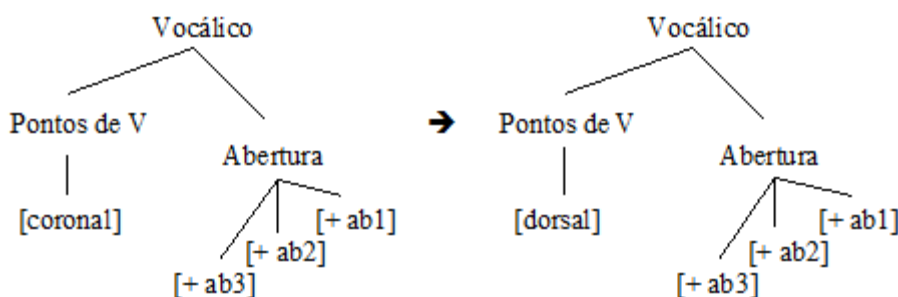 Vocálico Vocálico
Pontos de V ➔ Pontos de V
Abertura Abertura
[coronal] [+ ab1] [dorsal] [+ ab1]
[+ ab2] [+ ab2]
[+ ab3] [+ ab3]